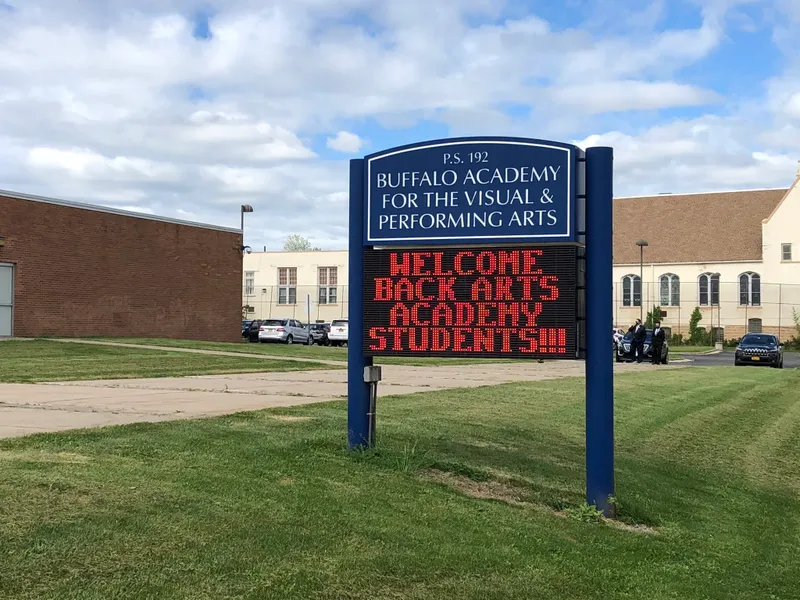 P.S. 192
BUFFALO ACADEMY
FOR THE VISUAL &
PERFORMING ARTS
WELCOME
BACK ARTS
ACADEMY
STUDENTS!!!